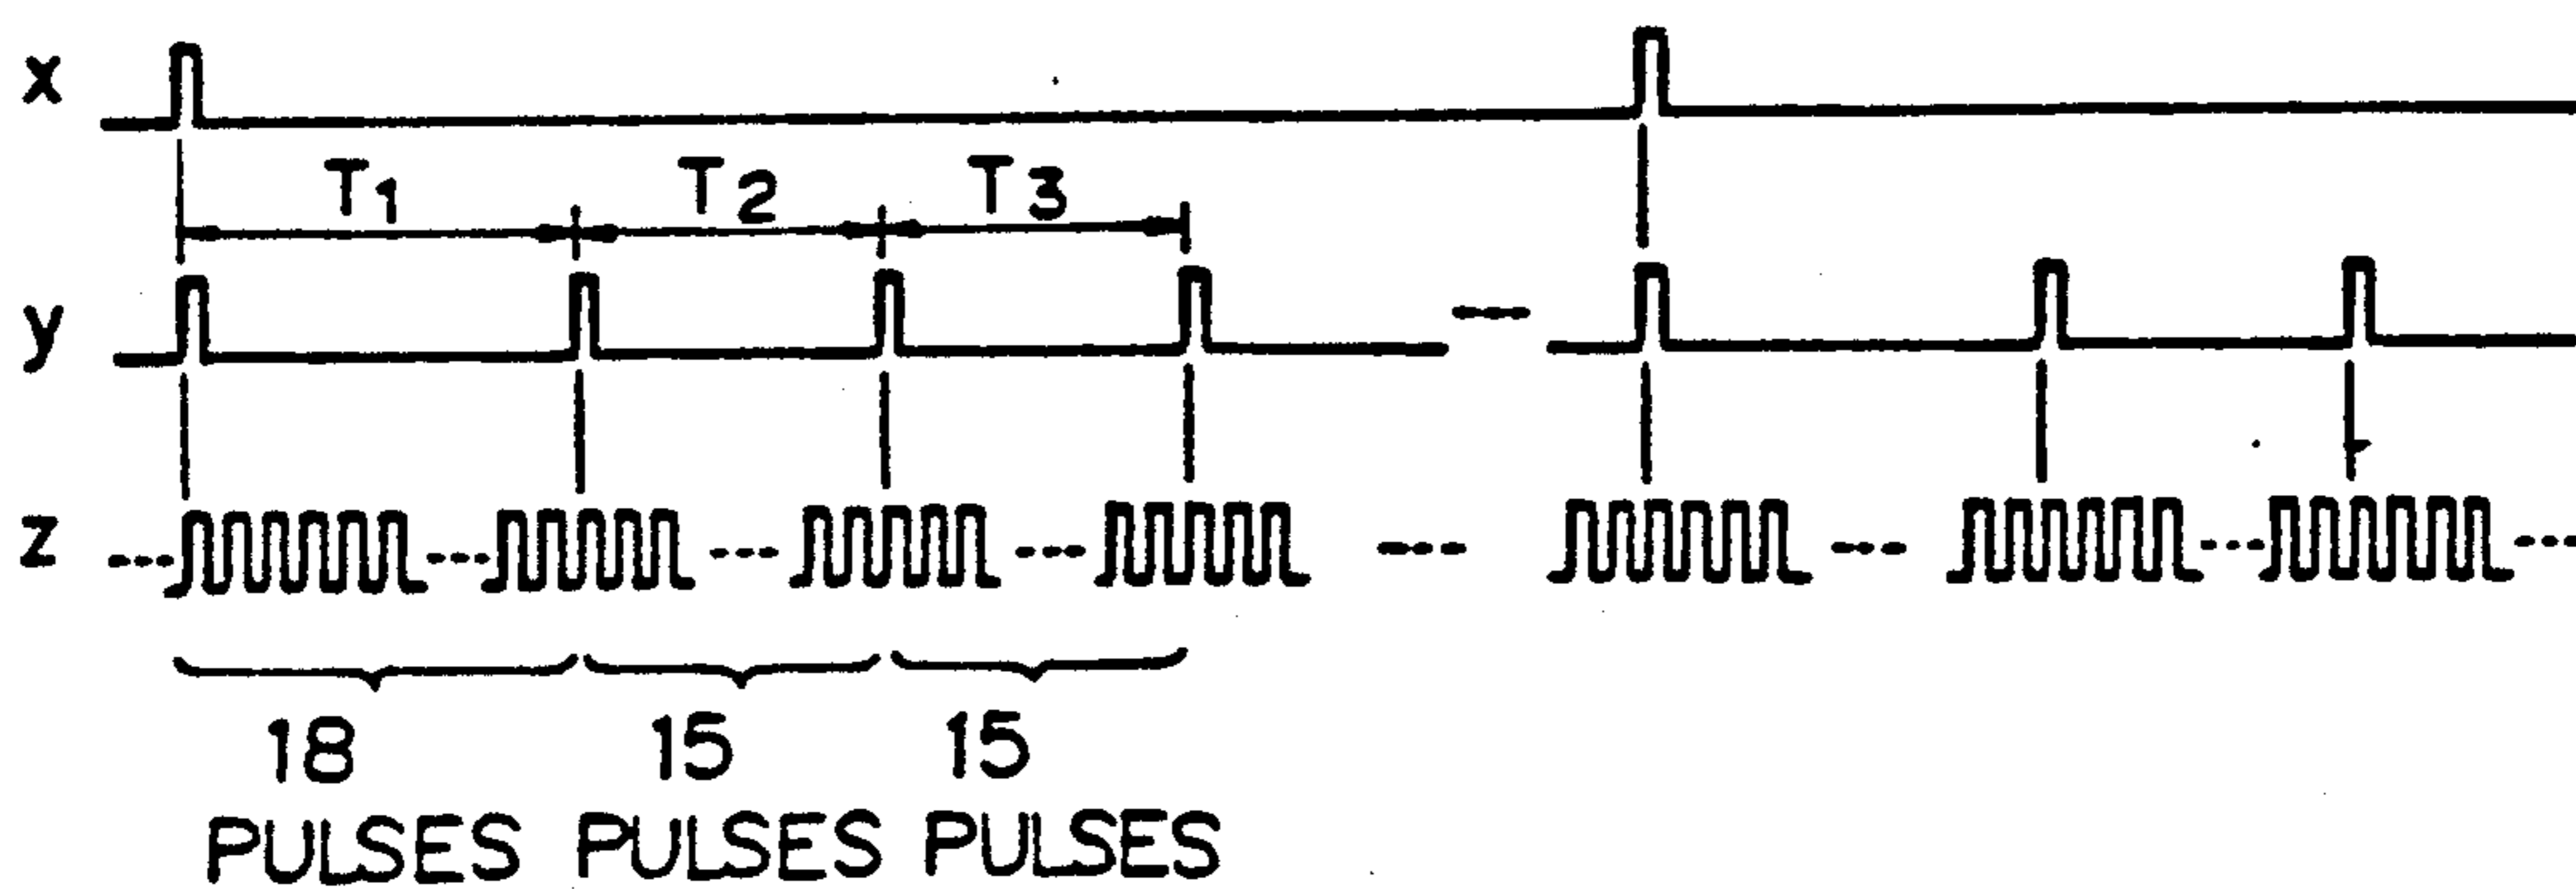 x
T1 T2 T3
y
z
18 15 15
PULSES PULSES PULSES